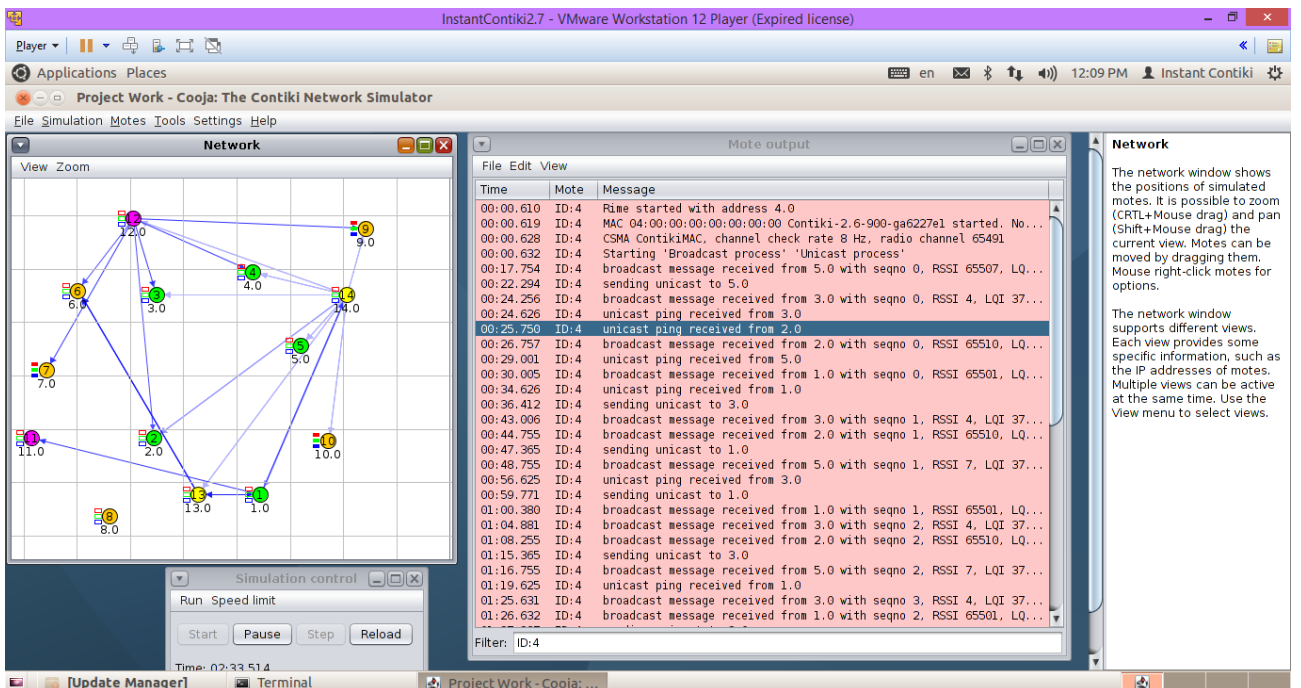 InstantContiki2.7 - VMware Workstation 12 Player (Expired license)
Player
Applications Places en 12:09 PM Instant Contiki
Project Work - Cooja: The Contiki Network Simulator
File Simulation Motes Tools Settings Help
Network
View Zoom
12
12.0
9
9.0
4
4.0
6
6.0
3
3.0
14
14.0
5
5.0
7
7.0
11
11.0
2
2.0
10
10.0
13
13.0
1
1.0
8
8.0
Simulation control
Run Speed limit
Start Pause Step Reload
Time: 02:33.514
Mote output
File Edit View
Time Mote Message
00:00.610 ID:4 Rime started with address 4.0
00:00.619 ID:4 MAC 04:00:00:00:00:00:00:00 Contiki-2.6-900-ga6227e1 started. No...
00:00.628 ID:4 CSMA ContikiMAC, channel check rate 8 Hz, radio channel 65491
00:00.632 ID:4 Starting 'Broadcast process' 'Unicast process'
00:17.754 ID:4 broadcast message received from 5.0 with seqno 0, RSSI 65507, LQ...
00:22.294 ID:4 sending unicast to 5.0
00:24.256 ID:4 broadcast message received from 3.0 with seqno 0, RSSI 4, LQI 37...
00:24.626 ID:4 unicast ping received from 3.0
00:25.750 ID:4 unicast ping received from 2.0
00:26.757 ID:4 broadcast message received from 2.0 with seqno 0, RSSI 65510, LQ...
00:29.001 ID:4 unicast ping received from 5.0
00:30.005 ID:4 broadcast message received from 1.0 with seqno 0, RSSI 65501, LQ...
00:34.626 ID:4 unicast ping received from 1.0
00:36.412 ID:4 sending unicast to 3.0
00:43.006 ID:4 broadcast message received from 3.0 with seqno 1, RSSI 4, LQI 37...
00:44.755 ID:4 broadcast message received from 2.0 with seqno 1, RSSI 65510, LQ...
00:47.365 ID:4 sending unicast to 1.0
00:48.755 ID:4 broadcast message received from 5.0 with seqno 1, RSSI 7, LQI 37...
00:56.625 ID:4 unicast ping received from 3.0
00:59.771 ID:4 sending unicast to 1.0
01:00.380 ID:4 broadcast message received from 1.0 with seqno 1, RSSI 65501, LQ...
01:04.881 ID:4 broadcast message received from 3.0 with seqno 2, RSSI 4, LQI 37...
01:08.255 ID:4 broadcast message received from 2.0 with seqno 2, RSSI 65510, LQ...
01:15.365 ID:4 sending unicast to 3.0
01:16.755 ID:4 broadcast message received from 5.0 with seqno 2, RSSI 7, LQI 37...
01:19.625 ID:4 unicast ping received from 1.0
01:25.631 ID:4 broadcast message received from 3.0 with seqno 3, RSSI 4, LQI 37...
01:26.632 ID:4 broadcast message received from 1.0 with seqno 2, RSSI 65501, LQ...
Filter: ID:4
Network
The network window shows
the positions of simulated
motes. It is possible to zoom
(CRTL+Mouse drag) and pan
(Shift+Mouse drag) the
current view. Motes can be
moved by dragging them.
Mouse right-click motes for
options.
The network window
supports different views.
Each view provides some
specific information, such as
the IP addresses of motes.
Multiple views can be active
at the same time. Use the
View menu to select views.
[Update Manager] Terminal Project Work - Cooja: ...